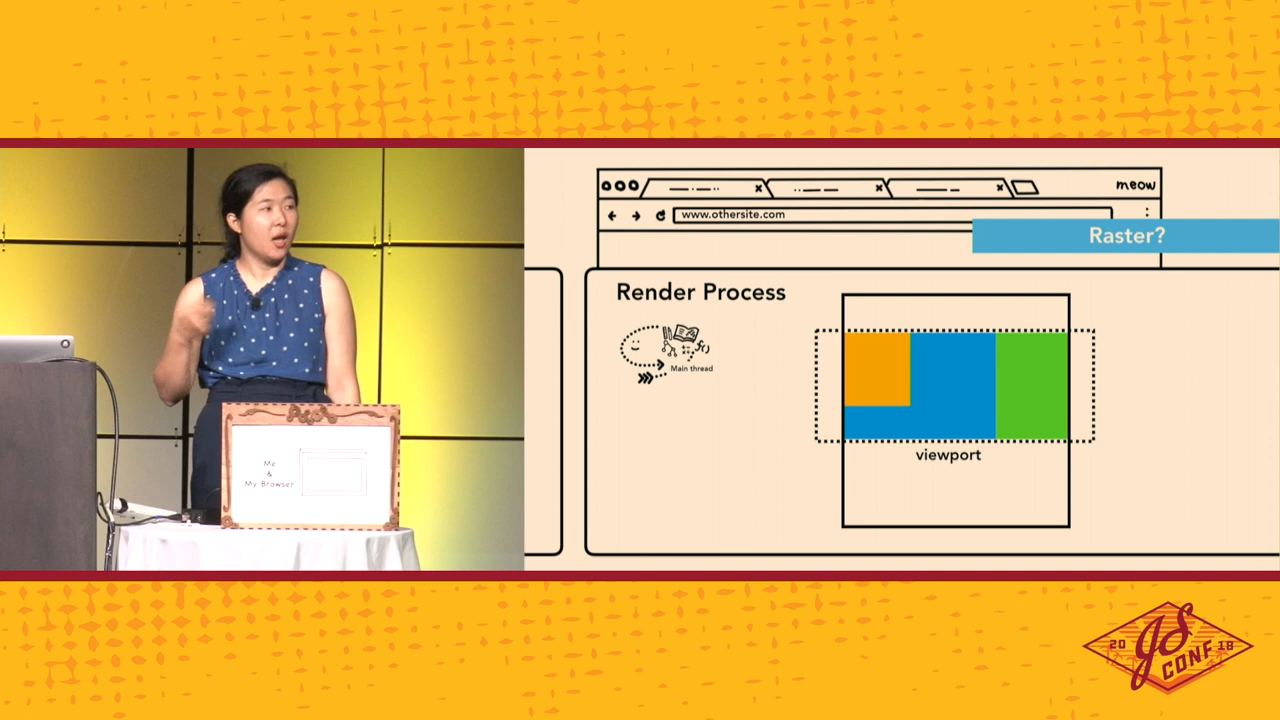 meow
www.othersite.com
Raster?
Render Process
Main thread
viewport
Me
&
My Browser
20 JS 18
CONF